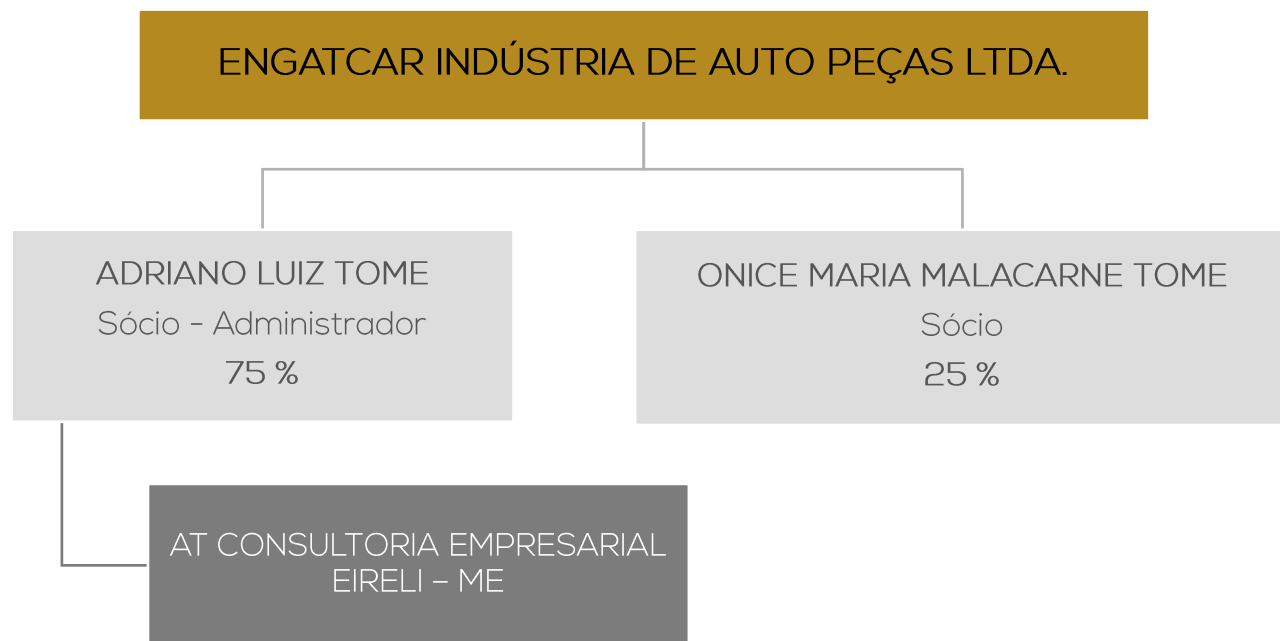 ENGATCAR INDÚSTRIA DE AUTO PEÇAS LTDA.
ADRIANO LUIZ TOME
Sócio - Administrador
75 %
ONICE MARIA MALACARNE TOME
Sócio
25 %
AT CONSULTORIA EMPRESARIAL
EIRELI – ME